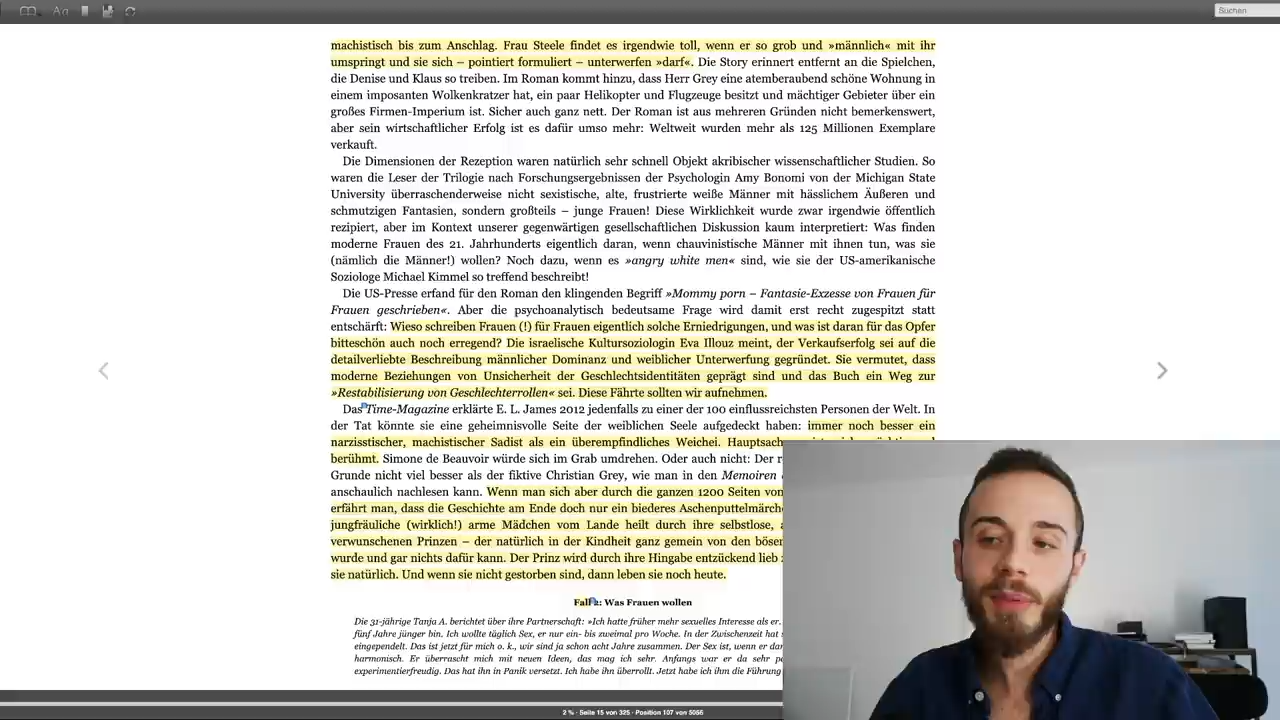 Aa
Suchen
machistisch bis zum Anschlag. Frau Steele findet es irgendwie toll, wenn er so grob und »männlich« mit ihr
umspringt und sie sich – pointiert formuliert – unterwerfen »darf«. Die Story erinnert entfernt an die Spielchen,
die Denise und Klaus so treiben. Im Roman kommt hinzu, dass Herr Grey eine atemberaubend schöne Wohnung in
einem imposanten Wolkenkratzer hat, ein paar Helikopter und Flugzeuge besitzt und mächtiger Gebieter über ein
großes Firmen-Imperium ist. Sicher auch ganz nett. Der Roman ist aus mehreren Gründen nicht bemerkenswert,
aber sein wirtschaftlicher Erfolg ist es dafür umso mehr: Weltweit wurden mehr als 125 Millionen Exemplare
verkauft.
Die Dimensionen der Rezeption waren natürlich sehr schnell Objekt akribischer wissenschaftlicher Studien. So
waren die Leser der Trilogie nach Forschungsergebnissen der Psychologin Amy Bonomi von der Michigan State
University überraschenderweise nicht sexistische, alte, frustrierte weiße Männer mit hässlichem Äußeren und
schmutzigen Fantasien, sondern großteils – junge Frauen! Diese Wirklichkeit wurde zwar irgendwie öffentlich
rezipiert, aber im Kontext unserer gegenwärtigen gesellschaftlichen Diskussion kaum interpretiert: Was finden
moderne Frauen des 21. Jahrhunderts eigentlich daran, wenn chauvinistische Männer mit ihnen tun, was sie
(nämlich die Männer!) wollen? Noch dazu, wenn es »angry white men« sind, wie sie der US-amerikanische
Soziologe Michael Kimmel so treffend beschreibt!
Die US-Presse erfand für den Roman den klingenden Begriff »Mommy porn – Fantasie-Exzesse von Frauen für
Frauen geschrieben«. Aber die psychoanalytisch bedeutsame Frage wird damit erst recht zugespitzt statt
entschärft: Wieso schreiben Frauen (!) für Frauen eigentlich solche Erniedrigungen, und was ist daran für das Opfer
bitteschön auch noch erregend? Die israelische Kultursoziologin Eva Illouz meint, der Verkaufserfolg sei auf die
detailverliebte Beschreibung männlicher Dominanz und weiblicher Unterwerfung gegründet. Sie vermutet, dass
moderne Beziehungen von Unsicherheit der Geschlechtsidentitäten geprägt sind und das Buch ein Weg zur
»Restabilisierung von Geschlechterrollen« sei. Diese Fährte sollten wir aufnehmen.
Das Time-Magazine erklärte E. L. James 2012 jedenfalls zu einer der 100 einflussreichsten Personen der Welt. In
der Tat könnte sie eine geheimnisvolle Seite der weiblichen Seele aufgedeckt haben: immer noch besser ein
narzisstischer, machistischer Sadist als ein überempfindliches Weichei.
berühmt. Simone de Beauvoir würde sich im Grab umdrehen. Oder auch nicht: Der
Grunde nicht viel besser als der fiktive Christian Grey, wie man in den Memoiren
anschaulich nachlesen kann. Wenn man sich aber durch die ganzen 1200 Seiten von
erfährt man, dass die Geschichte am Ende doch nur ein biederes
jungfräuliche (wirklich!) arme Mädchen vom Lande heilt durch ihre selbstlose,
verwunschenen Prinzen – der natürlich in der Kindheit ganz gemein von den
wurde und gar nichts dafür kann. Der Prinz wird durch ihre Hingabe entzückend lieb
sie natürlich. Und wenn sie nicht gestorben sind, dann leben sie noch heute.
Fall 2: Was Frauen wollen
Die 31-jährige Tanja A. berichtet über ihre Partnerschaft: »Ich hatte früher mehr sexuelles Interesse als er.
fünf Jahre jünger bin. Ich wollte täglich Sex, er nur ein- bis zweimal pro Woche. In der Zwischenzeit hat
eingependelt. Das ist jetzt für mich o. k., wir sind ja schon acht Jahre zusammen. Der Sex ist, wenn er
harmonisch. Er überrascht mich mit neuen Ideen, das mag ich sehr. Anfangs war er da sehr
experimentierfreudig. Das hat ihn in Panik versetzt. Ich habe ihn überrollt. Jetzt habe ich ihm die Führung
2 % · Seite 15 von 325 · Position 107 von 5056